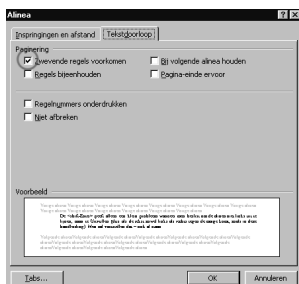 Alinea
Inspringingen en afstand Tekstdoorloop
Paginering
Zwevende regels voorkomen Bij volgende alinea houden
Regels bijeenhouden Pagina-einde ervoor
Regelnummers onderdrukken
Niet afbreken
Voorbeeld
Tabs... OK Annuleren